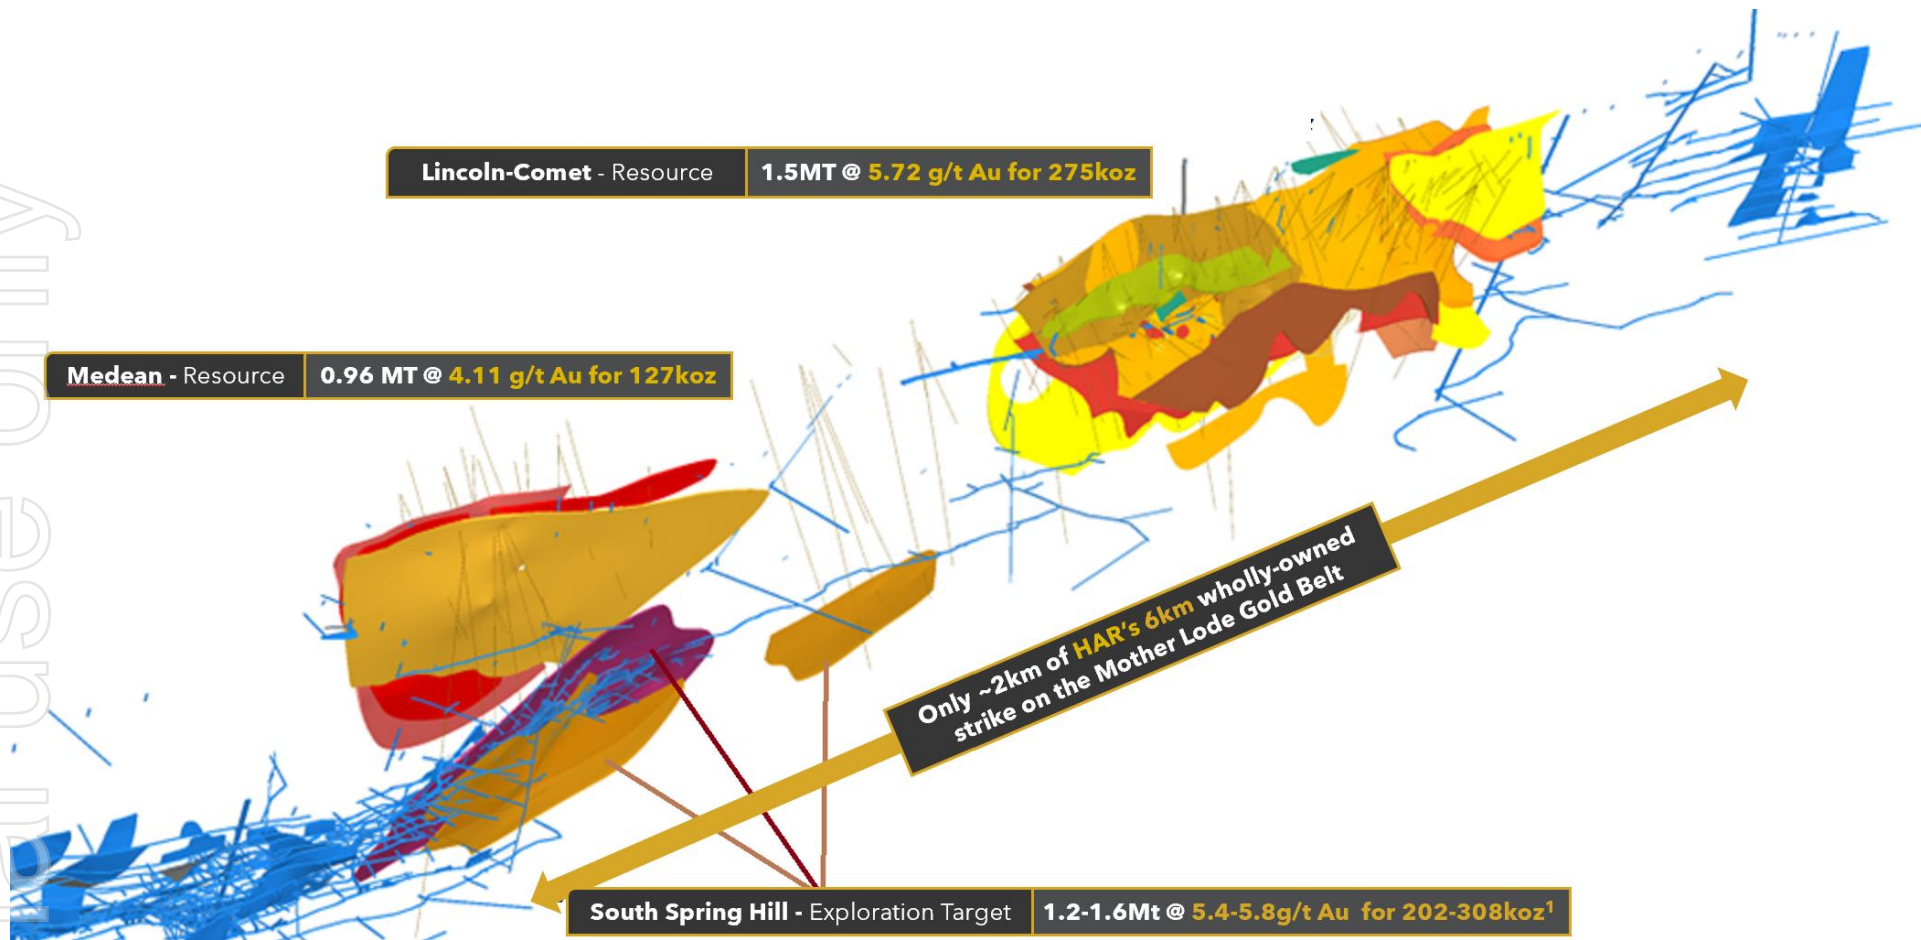 Lincoln-Comet - Resource 1.5MT @ 5.72 g/t Au for 275koz
Medean - Resource 0.96 MT @ 4.11 g/t Au for 127koz
Only ~2km of HAR's 6km wholly-owned
strike on the Mother Lode Gold Belt
South Spring Hill - Exploration Target 1.2-1.6Mt @ 5.4-5.8g/t Au for 202-308koz¹
use only